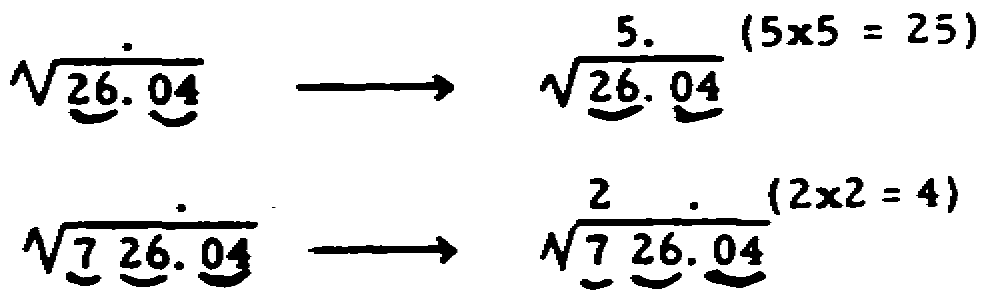 . 5. (5x5 = 25)
√26. 04 ⟶ √26. 04
. 2 . (2x2 = 4)
√7 26. 04 ⟶ √7 26. 04